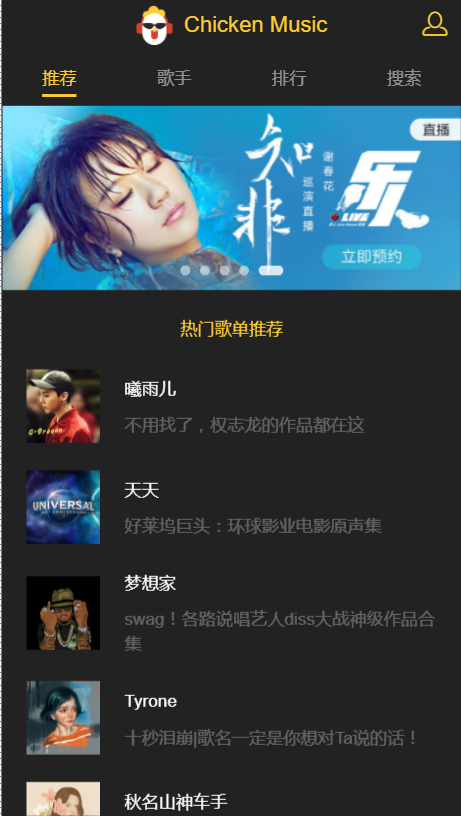 Chicken Music
推荐
歌手
排行
搜索
直播
知非
谢春花
巡演直播
乐人
LIVE
立即预约
热门歌单推荐
曦雨儿
不用找了，权志龙的作品都在这
UNIVERSAL
天天
好莱坞巨头：环球影业电影原声集
梦想家
swag！各路说唱艺人diss大战神级作品合
集
Tyrone
十秒泪崩|歌名一定是你想对Ta说的话！
秋名山神车手